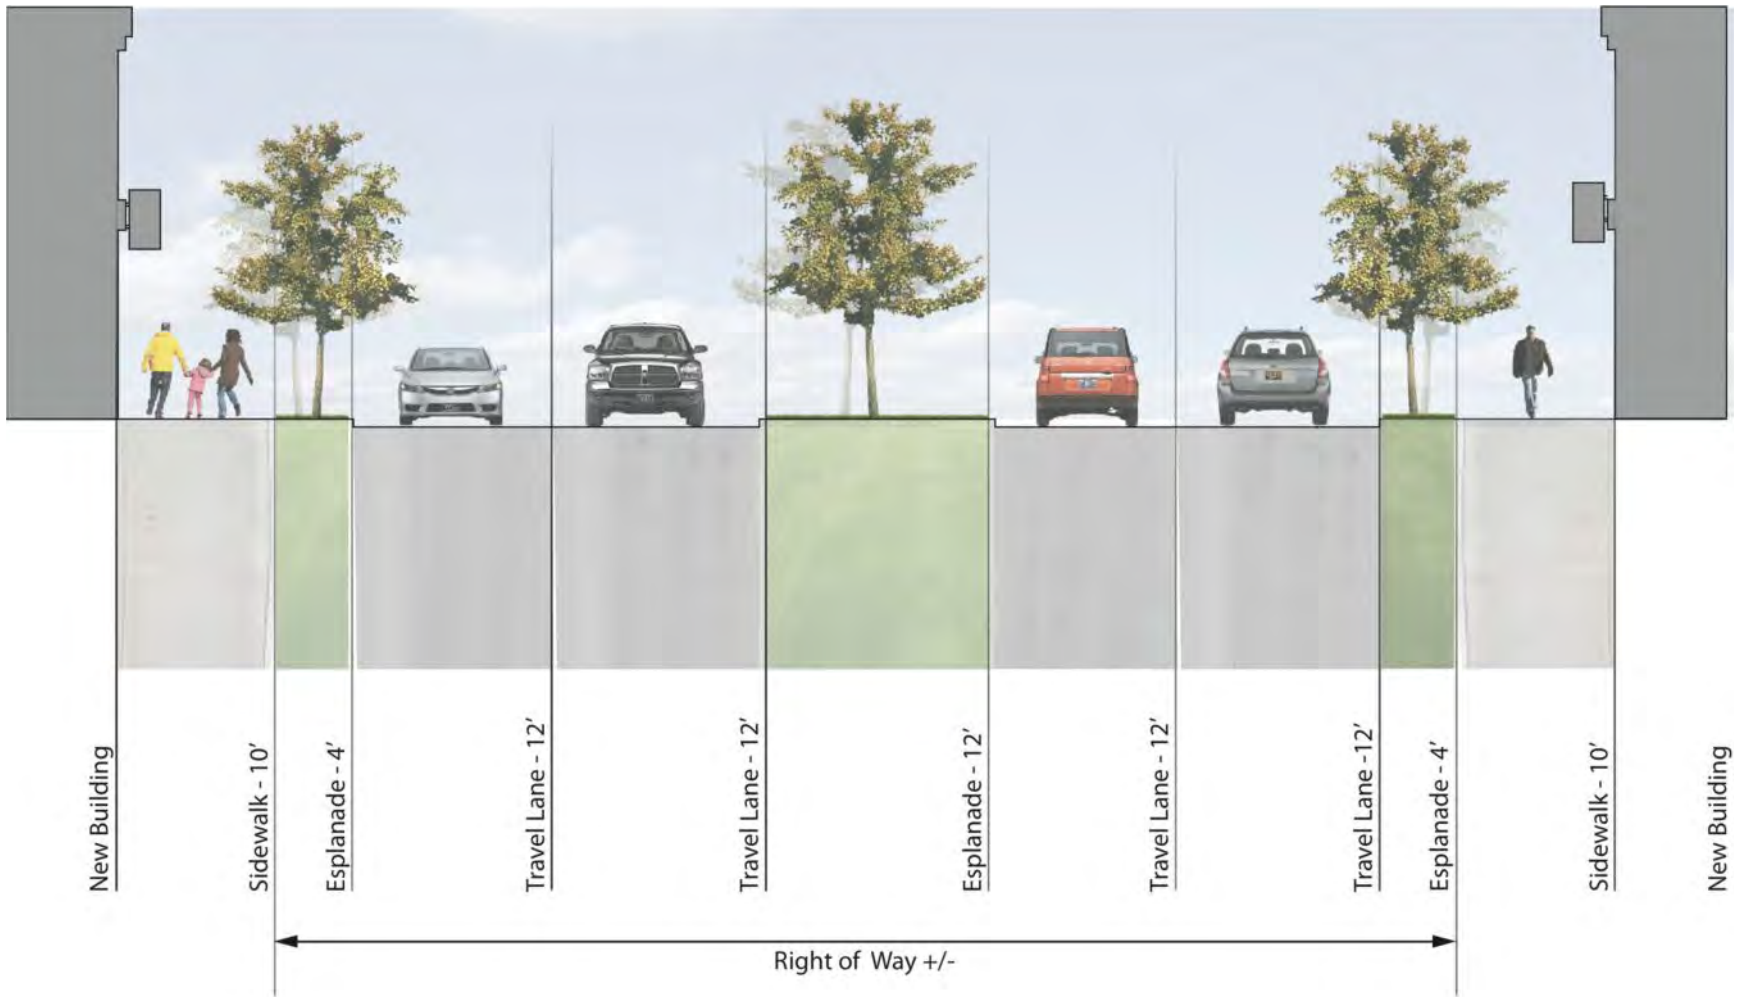 New Building
Sidewalk - 10’
Esplanade - 4’
Travel Lane - 12’
Travel Lane - 12’
Esplanade - 12’
Travel Lane - 12’
Travel Lane -12’
Esplanade - 4’
Sidewalk - 10’
New Building
Right of Way +/-